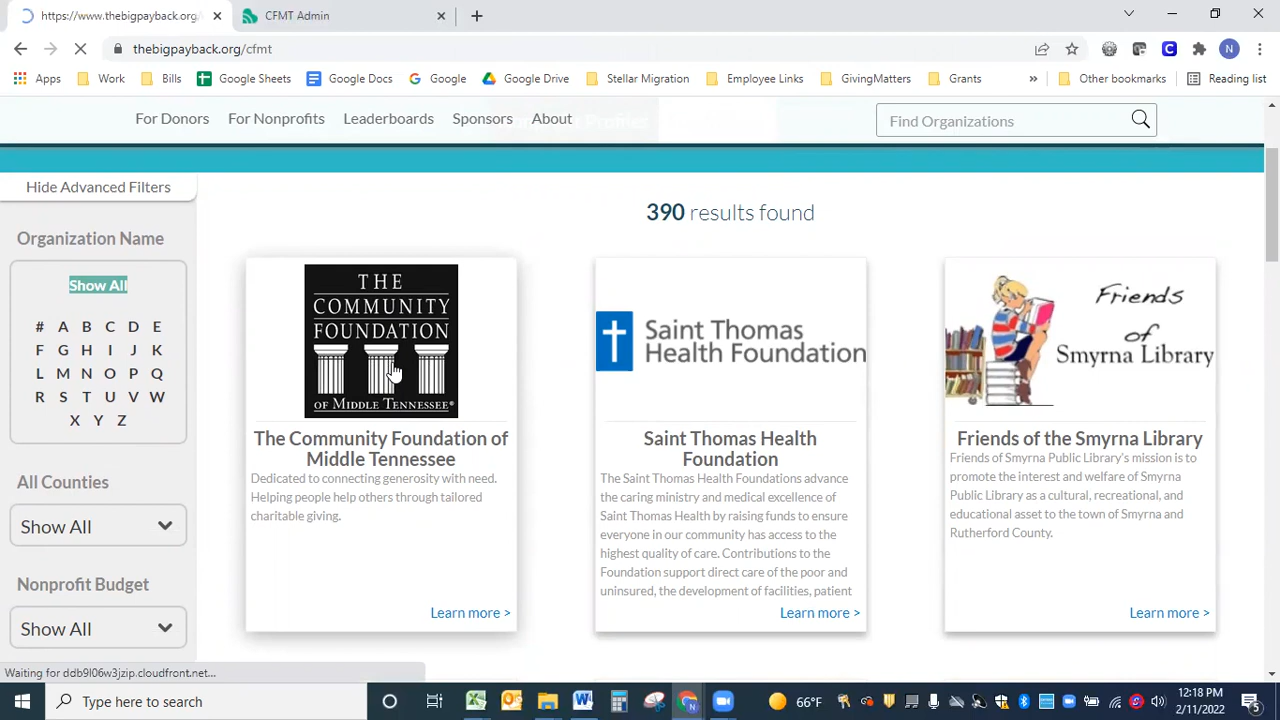 https://www.thebigpayback.org/
CFMT Admin
thebigpayback.org/cfmt
N
Apps
Work
Bills
Google Sheets
Google Docs
Google
Google Drive
Stellar Migration
Employee Links
GivingMatters
Grants
Other bookmarks
Reading list
For Donors
For Nonprofits
Leaderboards
Sponsors
About
Find Organizations
Hide Advanced Filters
390 results found
Organization Name
Show All
# A B C D E
F G H I J K
L M N O P Q
R S T U V W
X Y Z
All Counties
Show All
Nonprofit Budget
Show All
THE
COMMUNITY
FOUNDATION
OF MIDDLE TENNESSEE®
The Community Foundation of
Middle Tennessee
Dedicated to connecting generosity with need.
Helping people help others through tailored
charitable giving.
Learn more >
Saint Thomas
Health Foundation
Saint Thomas Health
Foundation
The Saint Thomas Health Foundations advance
the caring ministry and medical excellence of
Saint Thomas Health by raising funds to ensure
everyone in our community has access to the
highest quality of care. Contributions to the
Foundation support direct care of the poor and
uninsured, the development of facilities, patient
Learn more >
Friends
of
Smyrna Library
Friends of the Smyrna Library
Friends of Smyrna Public Library's mission is to
promote the interest and welfare of Smyrna
Public Library as a cultural, recreational, and
educational asset to the town of Smyrna and
Rutherford County.
Learn more >
Waiting for ddb9l06w3jzip.cloudfront.net...
Type here to search
66°F
12:18 PM
2/11/2022
5